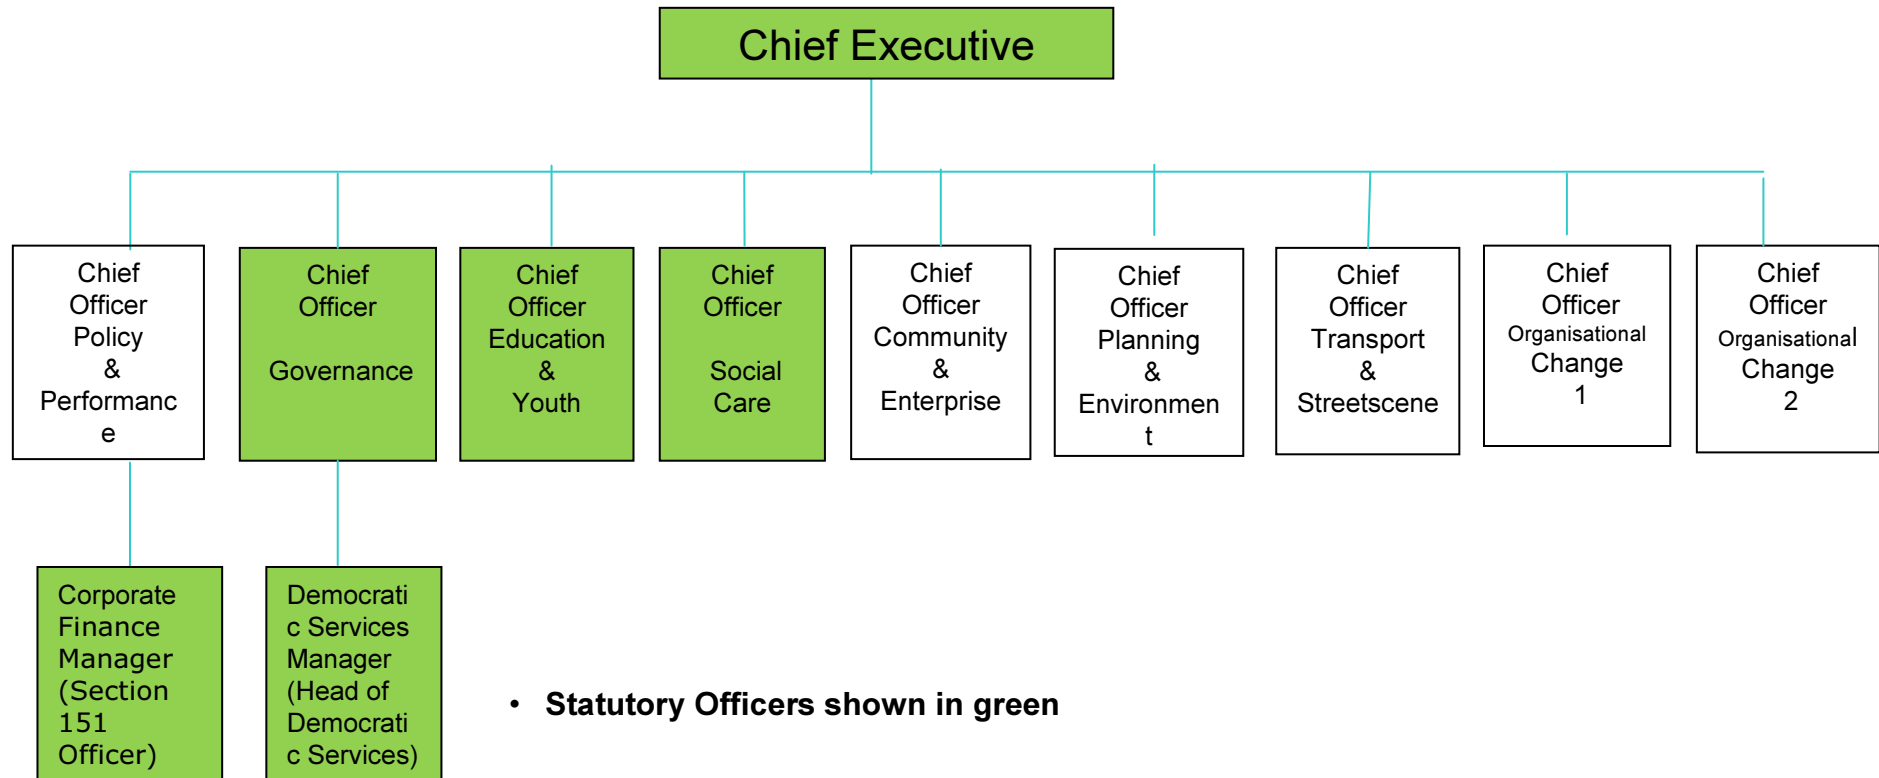 Chief Executive
Chief
Officer
Policy
&
Performanc
e
Chief
Officer
Governance
Chief
Officer
Education
&
Youth
Chief
Officer
Social
Care
Chief
Officer
Community
&
Enterprise
Chief
Officer
Planning
&
Environmen
t
Chief
Officer
Transport
&
Streetscene
Chief
Officer
Organisational
Change
1
Chief
Officer
Organisational
Change
2
Corporate
Finance
Manager
(Section
151
Officer)
Democrati
c Services
Manager
(Head of
Democrati
c Services)
• Statutory Officers shown in green